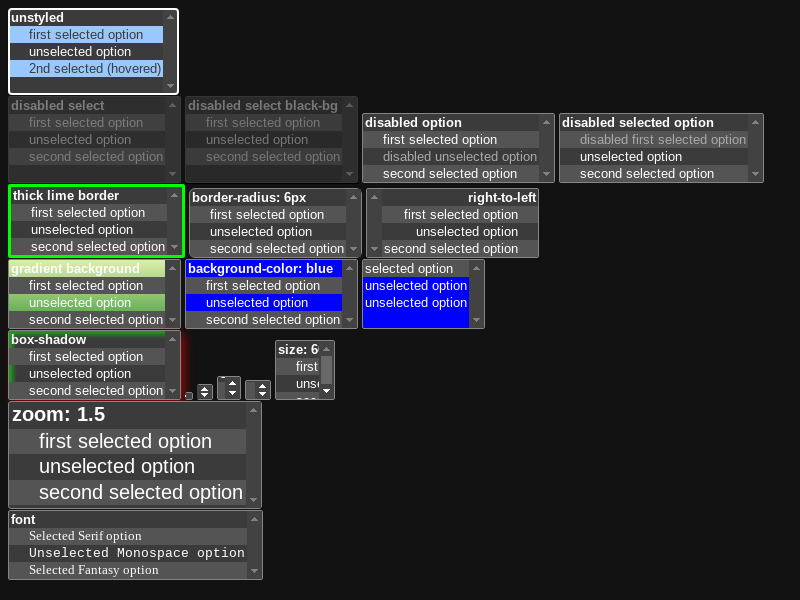 unstyled
first selected option
unselected option
2nd selected (hovered)
disabled select
first selected option
unselected option
second selected option
disabled select black-bg
first selected option
unselected option
second selected option
disabled option
first selected option
disabled unselected option
second selected option
disabled selected option
disabled first selected option
unselected option
second selected option
thick lime border
first selected option
unselected option
second selected option
border-radius: 6px
first selected option
unselected option
second selected option
right-to-left
first selected option
unselected option
second selected option
gradient background
first selected option
unselected option
second selected option
background-color: blue
first selected option
unselected option
second selected option
selected option
unselected option
unselected option
box-shadow
first selected option
unselected option
second selected option
size: 6
first
unse
zoom: 1.5
first selected option
unselected option
second selected option
font
Selected Serif option
Unselected Monospace option
Selected Fantasy option